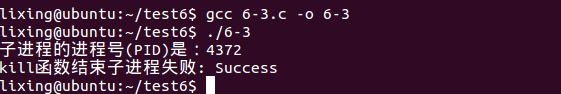 lixing@ubuntu:~/test6$ gcc 6-3.c -o 6-3
lixing@ubuntu:~/test6$ ./6-3
子进程的进程号(PID)是：4372
kill函数结束子进程失败: Success
lixing@ubuntu:~/test6$